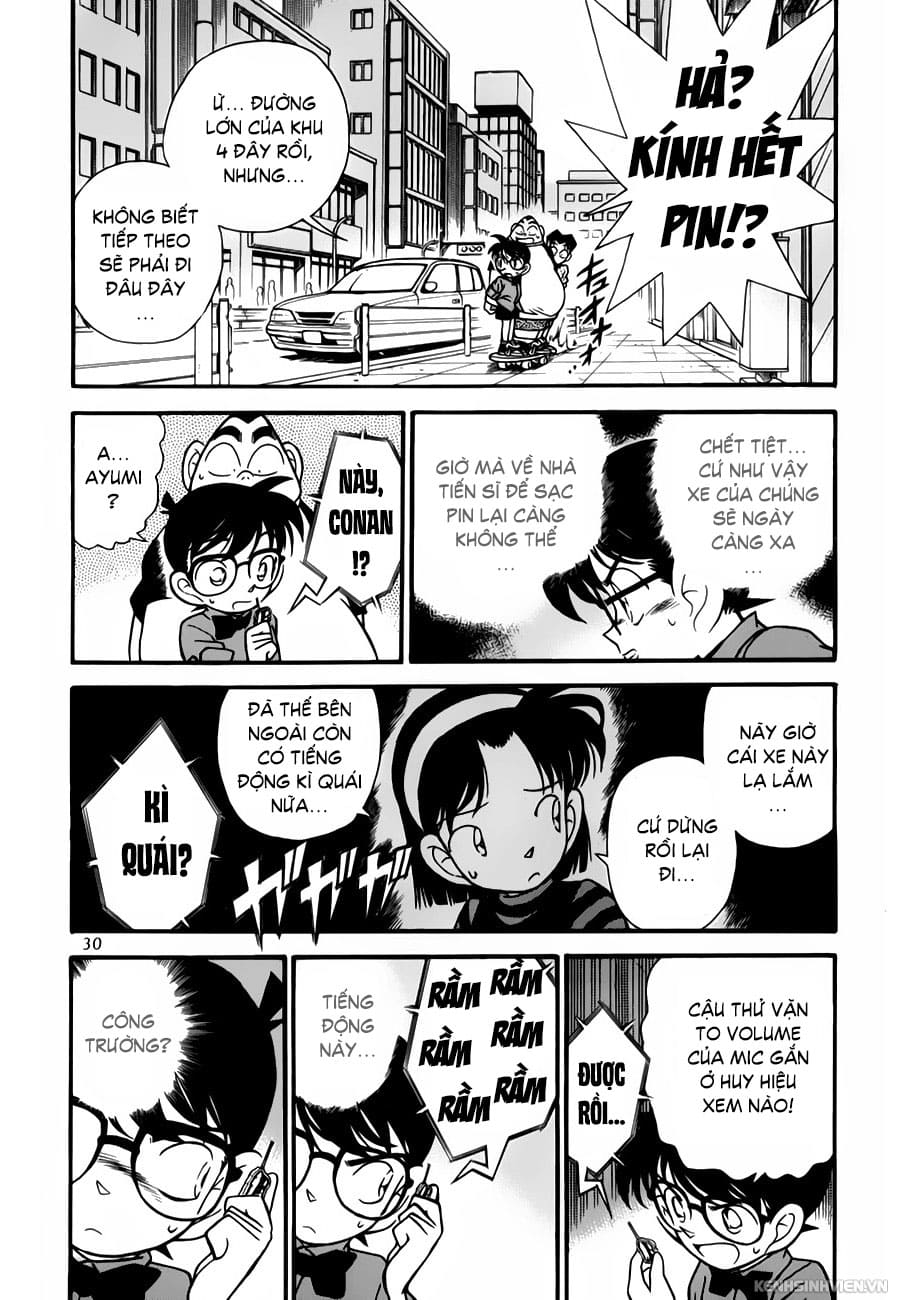 HẢ?
KÍNH HẾT
PIN!?
Ừ... ĐƯỜNG
LỚN CỦA KHU
4 ĐÂY RỒI,
NHƯNG...
KHÔNG BIẾT
TIẾP THEO
SẼ PHẢI ĐI
ĐÂU ĐÂY
...
CHẾT TIỆT...
CỨ NHƯ VẬY
XE CỦA CHÚNG
SẼ NGÀY
CÀNG XA
...
GIỜ MÀ VỀ NHÀ
TIẾN SĨ ĐỂ SẠC
PIN LẠI CÀNG
KHÔNG THỂ
...
NÀY,
CONAN
!?
A...
AYUMI
?
NÃY GIỜ
CÁI XE NÀY
LẠ LẮM
...
CỨ DỪNG
RỒI LẠI
ĐI...
ĐÃ THẾ BÊN
NGOÀI CÒN
CÓ TIẾNG
ĐỘNG KÌ QUÁI
NỮA...
ガガガガ
KÌ
QUÁI?
30
CẬU THỬ VẶN
TO VOLUME
CỦA MIC GẮN
Ở HUY HIỆU
XEM NÀO!
ĐƯỢC
RỒI...
RẦM RẦM
RẦM RẦM
RẦM RẦM
TIẾNG
ĐỘNG
NÀY...
CÔNG
TRƯỜNG?
KENHSINHVIEN.VN